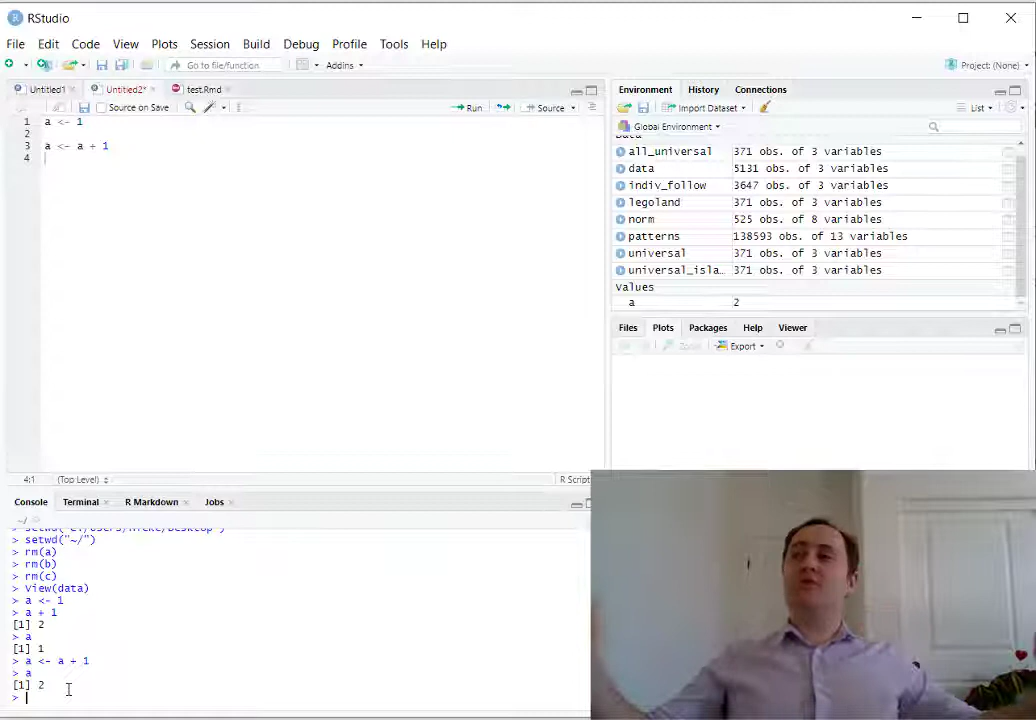 RStudio
File Edit Code View Plots Session Build Debug Profile Tools Help
Go to file/function Addins Project: (None)
Untitled1 Untitled2* test.Rmd
Source on Save Run Source
1 a <- 1
2
3 a <- a + 1
4
4:1 (Top Level) R Script
Console Terminal R Markdown Jobs
~/
> setwd("~/")
> rm(a)
> rm(b)
> rm(c)
> View(data)
> a <- 1
> a + 1
[1] 2
> a
[1] 1
> a <- a + 1
> a
[1] 2
>
Environment History Connections
Import Dataset List
Global Environment
Data
all_universal 371 obs. of 3 variables
data 5131 obs. of 3 variables
indiv_follow 3647 obs. of 3 variables
legoland 371 obs. of 3 variables
norm 525 obs. of 8 variables
patterns 138593 obs. of 13 variables
universal 371 obs. of 3 variables
universal_isla… 371 obs. of 3 variables
Values
a 2
Files Plots Packages Help Viewer
Zoom Export